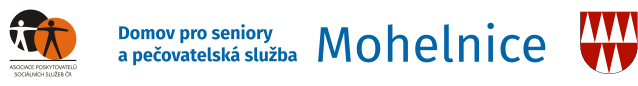 ASOCIACE POSKYTOVATELŮ
SOCIÁLNÍCH SLUŽEB ČR
Domov pro seniory
a pečovatelská služba
Mohelnice